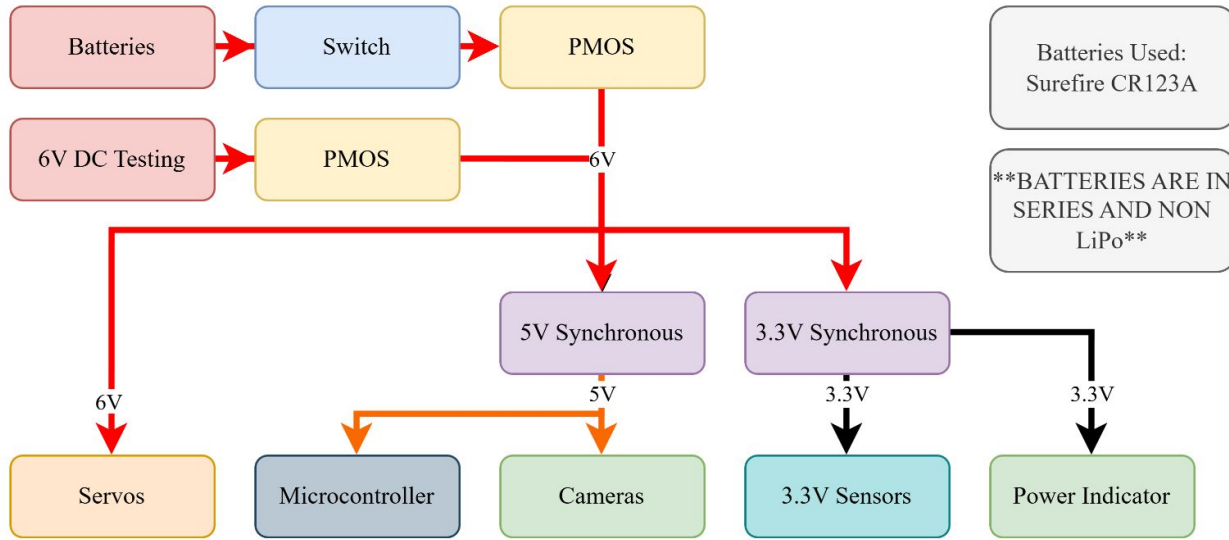 Batteries
Switch
PMOS
Batteries Used:
Surefire CR123A
6V DC Testing
PMOS
6V
**BATTERIES ARE IN
SERIES AND NON
LiPo**
5V Synchronous
3.3V Synchronous
6V
5V
3.3V
3.3V
Servos
Microcontroller
Cameras
3.3V Sensors
Power Indicator